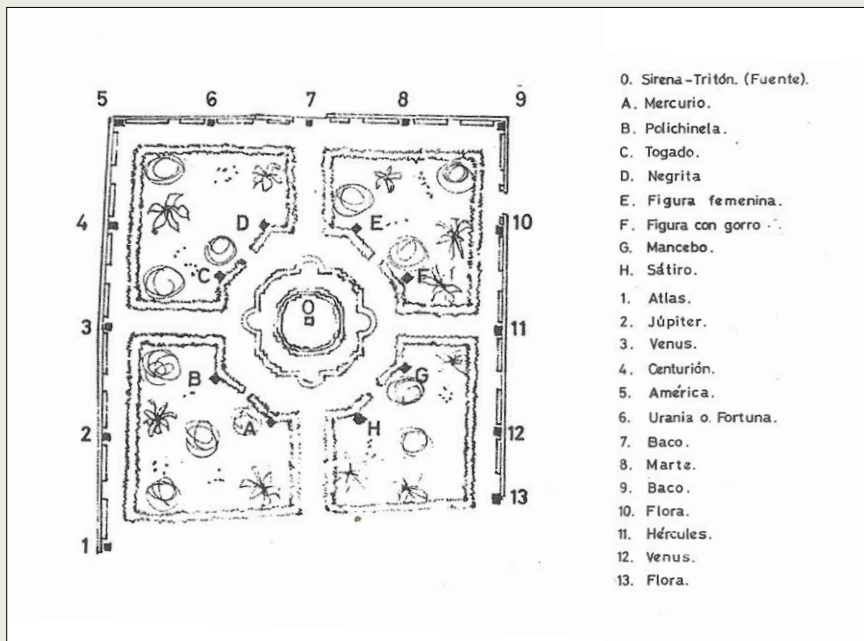 5 6 7 8 9
D E
4 10
C F
O
3 11
B G
A H
2 12
13
1
O. Sirena-Tritón. (Fuente).
A. Mercurio.
B. Polichinela.
C. Togado.
D. Negrita
E. Figura femenina.
F. Figura con gorro
G. Mancebo.
H. Sátiro.
1. Atlas.
2. Júpiter.
3. Venus.
4. Centurión.
5. América.
6. Urania o Fortuna.
7. Baco.
8. Marte.
9. Baco.
10. Flora.
11. Hércules.
12. Venus.
13. Flora.